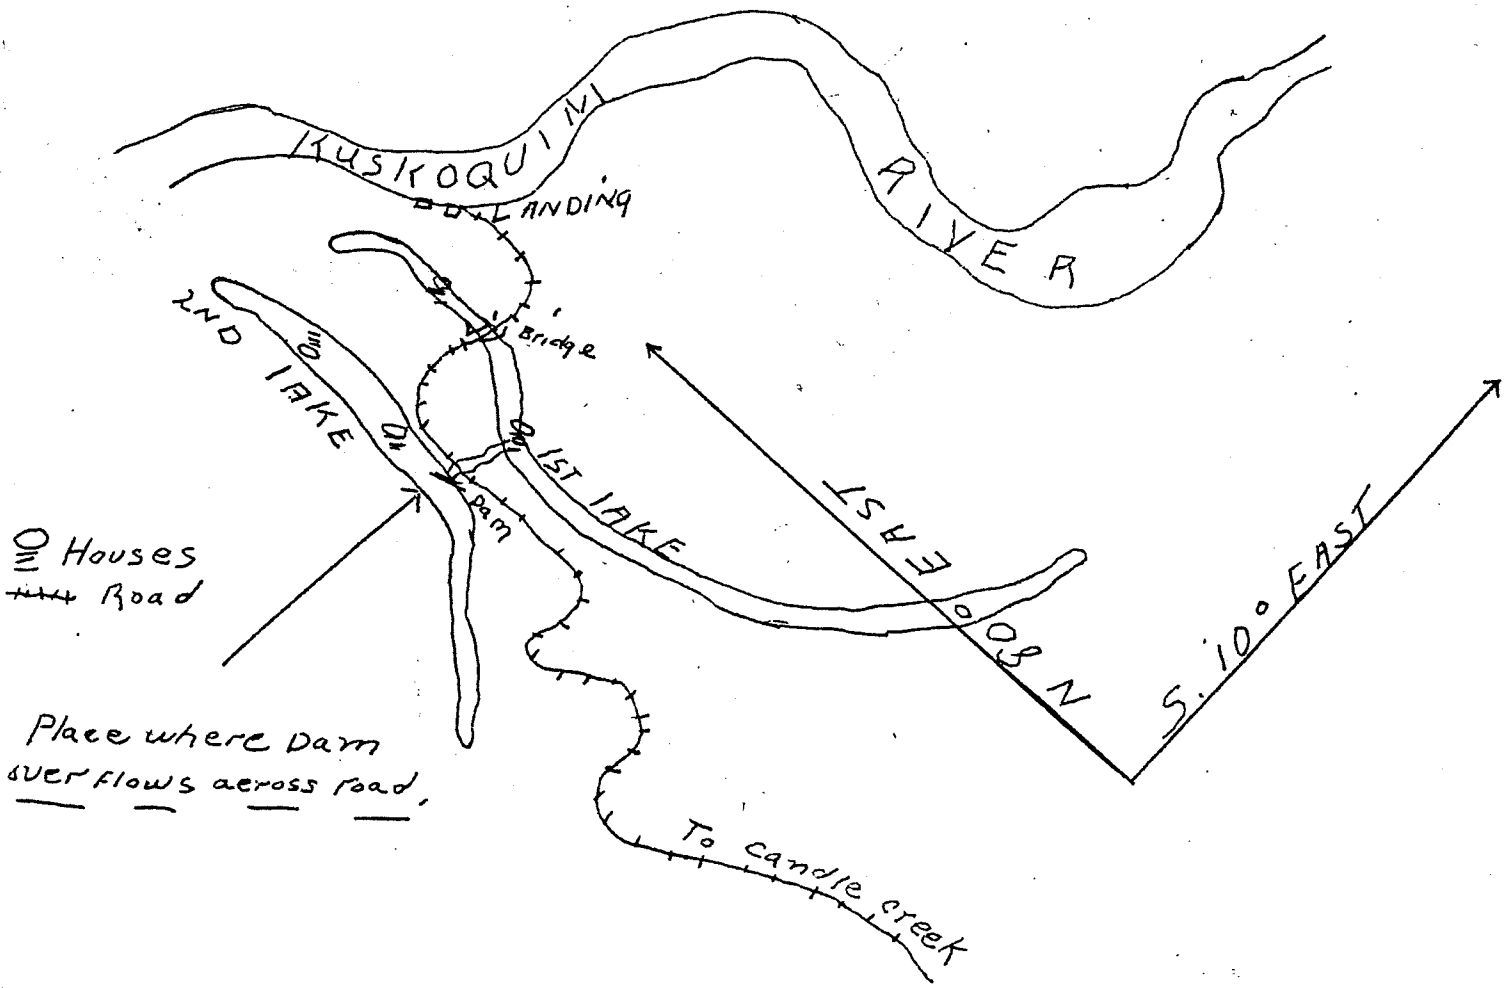 KUSKOQUIM
RIVER
LANDING
2ND LAKE
Bridge
1ST LAKE
Dam
EAST
N 80°
S. 10° EAST
Houses
Road
Place where Dam
over flows across road.
To candle creek